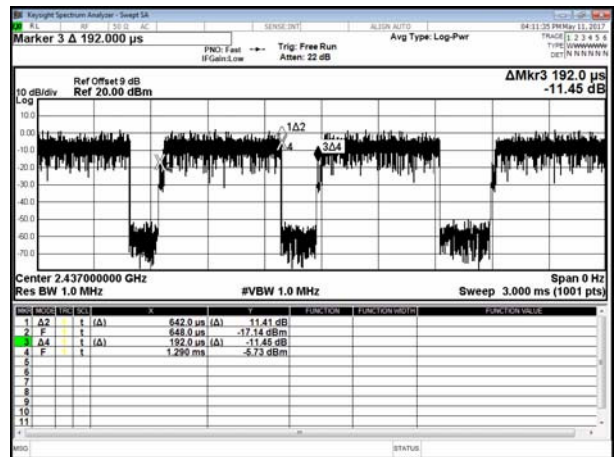 Keysight Spectrum Analyzer - Swept SA
RL RF 50 Ω AC SENSE:INT ALIGN AUTO 04:11:35 PM May 11, 2017
Marker 3 Δ 192.000 µs
PNO: Fast Trig: Free Run Avg Type: Log-Pwr TRACE 1 2 3 4 5 6
IFGain:Low Atten: 22 dB TYPE WWWWWW
DET N N N N N N
Ref Offset 9 dB ΔMkr3 192.0 µs
10 dB/div Ref 20.00 dBm -11.45 dB
Log
10.0
0.00
-10.0
-20.0
-30.0
-40.0
-50.0
-60.0
-70.0
1Δ2
4
3Δ4
Center 2.437000000 GHz Span 0 Hz
Res BW 1.0 MHz #VBW 1.0 MHz Sweep 3.000 ms (1001 pts)
MKR MODE TRC SCL X Y FUNCTION FUNCTION WIDTH FUNCTION VALUE
1 Δ2 t (Δ) 642.0 µs (Δ) 11.41 dB
2 F t 648.0 µs -17.14 dBm
3 Δ4 t (Δ) 192.0 µs (Δ) -11.45 dB
4 F t 1.290 ms -5.73 dBm
5
6
7
8
9
10
11
MSG STATUS